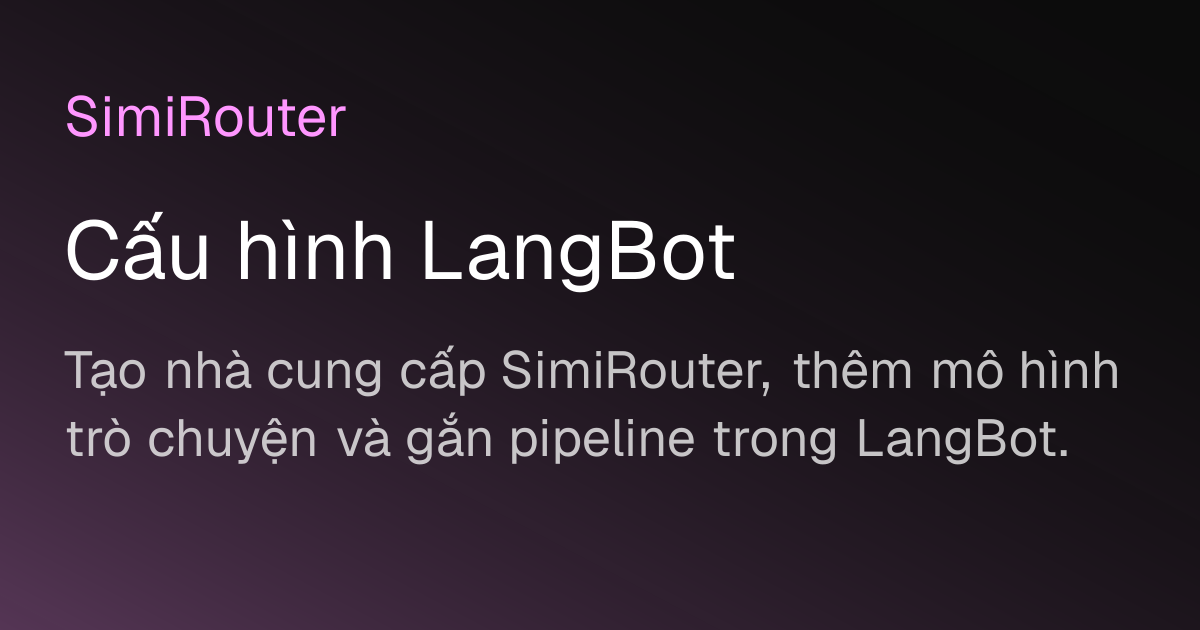 SimiRouter
Cấu hình LangBot
Tạo nhà cung cấp SimiRouter, thêm mô hình
trò chuyện và gắn pipeline trong LangBot.